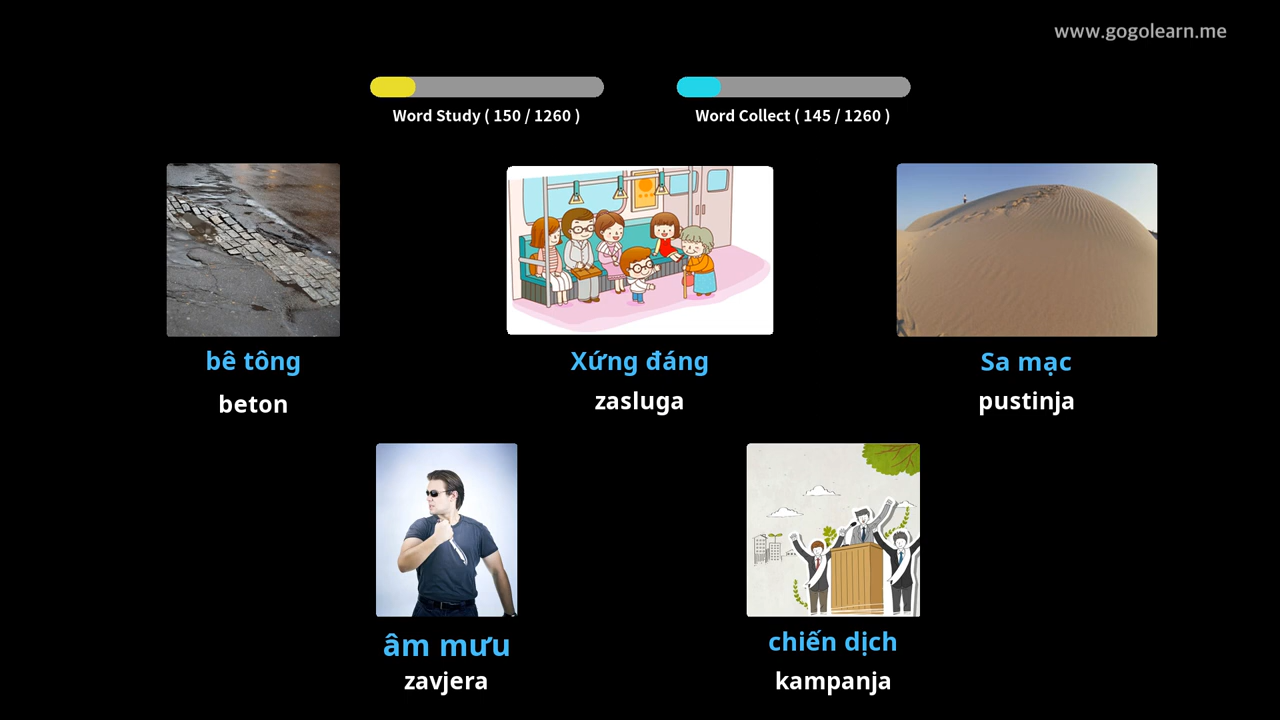 www.gogolearn.me
Word Study ( 150 / 1260 )
Word Collect ( 145 / 1260 )
bê tông
beton
Xứng đáng
zasluga
Sa mạc
pustinja
âm mưu
zavjera
chiến dịch
kampanja